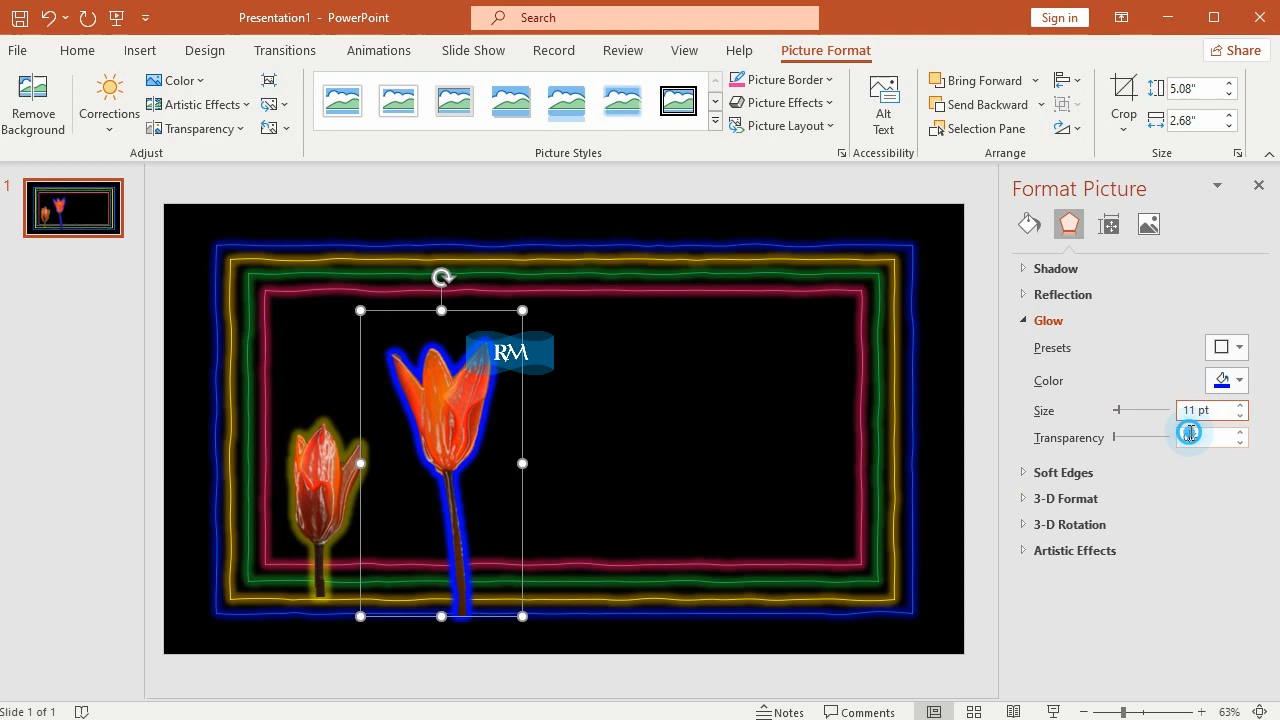 Presentation1 - PowerPoint
Search
Sign in
File Home Insert Design Transitions Animations Slide Show Record Review View Help Picture Format Share
Remove Background
Corrections
Color
Artistic Effects
Transparency
Adjust
Picture Styles
Picture Border
Picture Effects
Picture Layout
Alt Text
Accessibility
Bring Forward
Send Backward
Selection Pane
Arrange
Crop
5.08"
2.68"
Size
1
RM
Format Picture
Shadow
Reflection
Glow
Presets
Color
Size 11 pt
Transparency
Soft Edges
3-D Format
3-D Rotation
Artistic Effects
Slide 1 of 1
Notes
Comments
63%